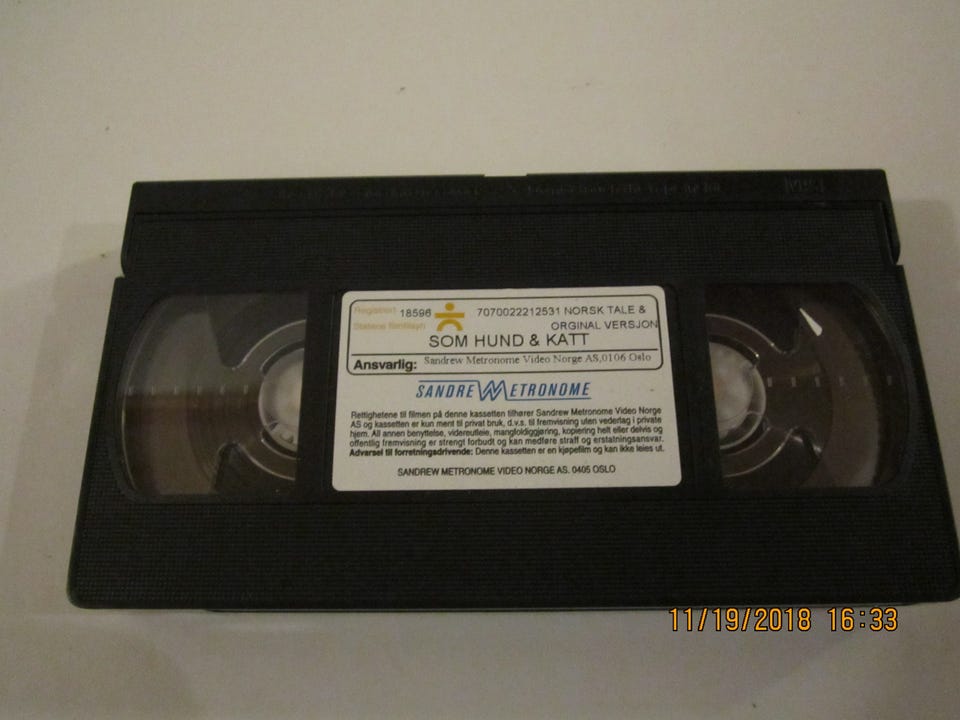 VHS
Registrert 18596 7070022212531 NORSK TALE &
Statens filmtilsyn ORGINAL VERSJON
SOM HUND & KATT
Ansvarlig: Sandrew Metronome Video Norge AS,0106 Oslo
SANDREW METRONOME
Rettighetene til filmen på denne kassetten tilhører Sandrew Metronome Video Norge
AS og kassetten er kun ment til privat bruk, d.v.s. til fremvisning uten vederlag i private
hjem. All annen benyttelse, videreutleie, mangfoldiggjøring, kopiering helt eller delvis og
offentlig fremvisning er strengt forbudt og kan medføre straff og erstatningsansvar.
Advarsel til forretningsdrivende: Denne kassetten er en kjøpefilm og kan ikke leies ut.
SANDREW METRONOME VIDEO NORGE AS. 0405 OSLO
11/19/2018 16:33